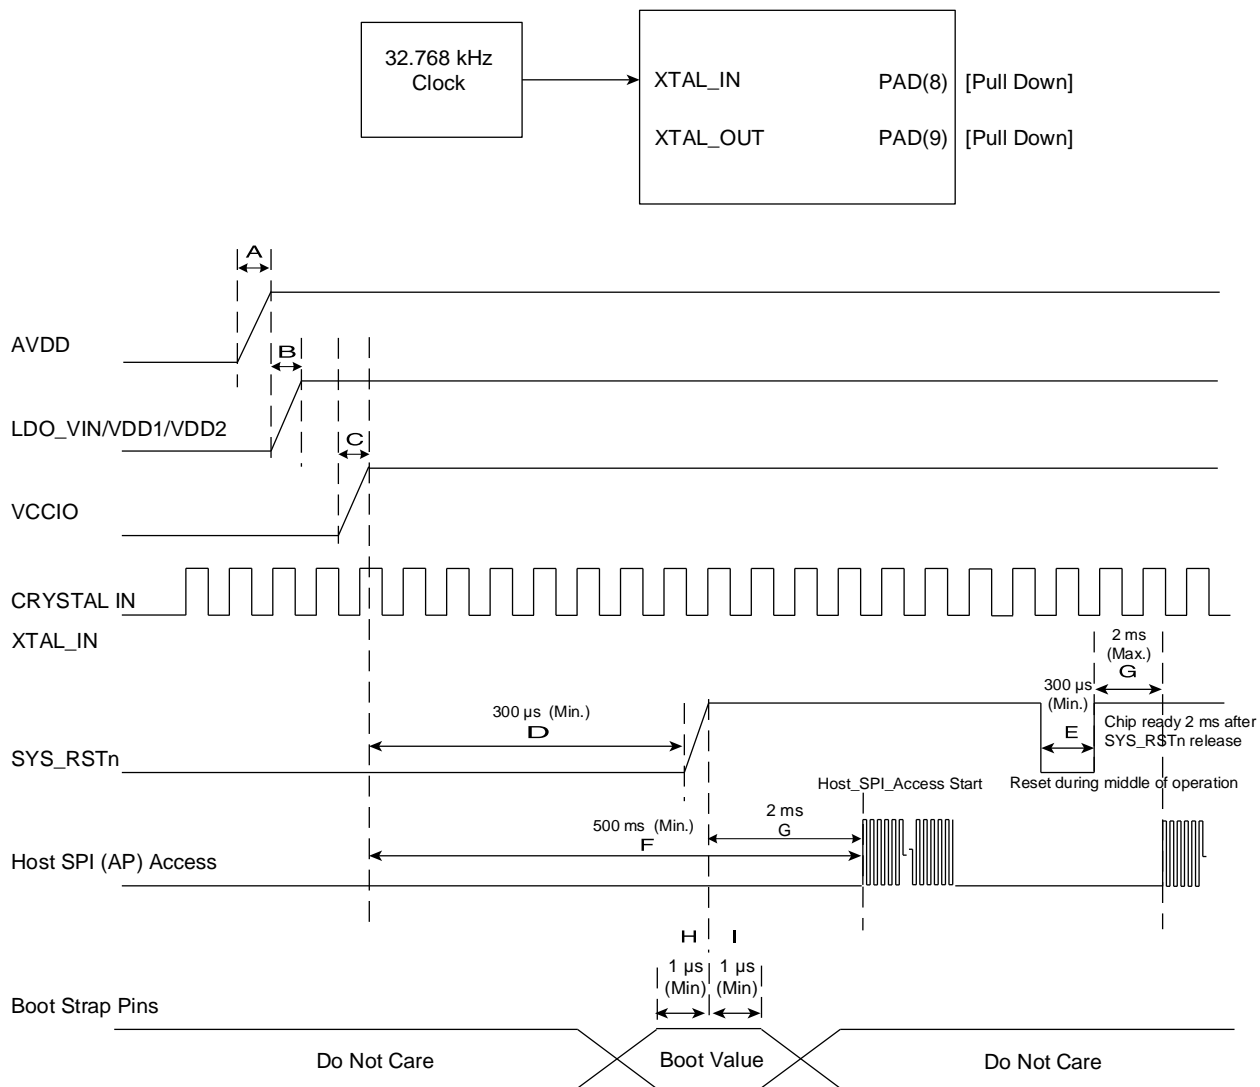 32.768 kHz
Clock
XTAL_IN
PAD(8)
[Pull Down]
XTAL_OUT
PAD(9)
[Pull Down]
A
AVDD
B
LDO_VIN/VDD1/VDD2
C
VCCIO
CRYSTAL IN
XTAL_IN
2 ms
(Max.)
G
300 µs
(Min.)
E
300 µs (Min.)
D
Chip ready 2 ms after
SYS_RSTn release
SYS_RSTn
Host_SPI_Access Start
Reset during middle of operation
2 ms
G
500 ms (Min.)
F
Host SPI (AP) Access
H
I
1 µs
(Min)
1 µs
(Min)
Boot Strap Pins
Do Not Care
Boot Value
Do Not Care